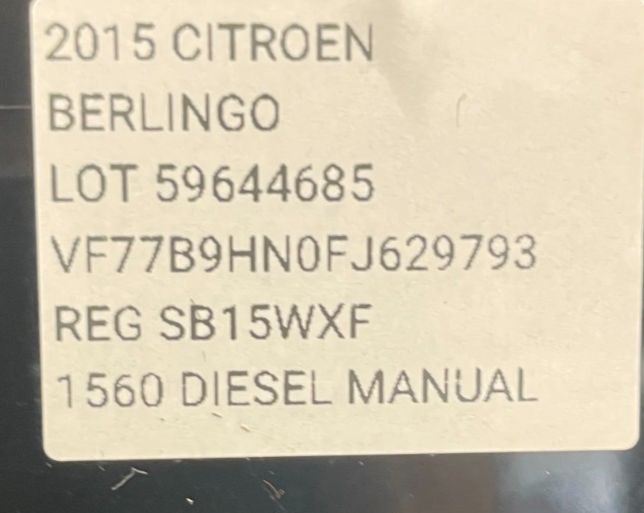 2015 CITROEN
BERLINGO
LOT 59644685
VF77B9HN0FJ629793
REG SB15WXF
1560 DIESEL MANUAL